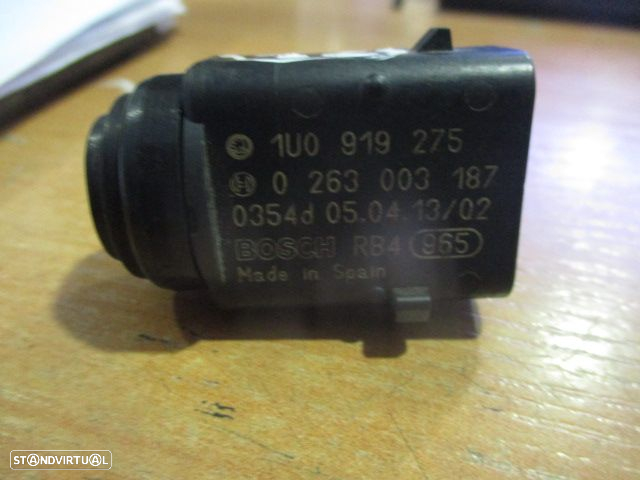 1U0 919 275
0 263 003 187
0354d 05.04.13/02
BOSCH RB4 965
Made in Spain
STANDVIRTUAL